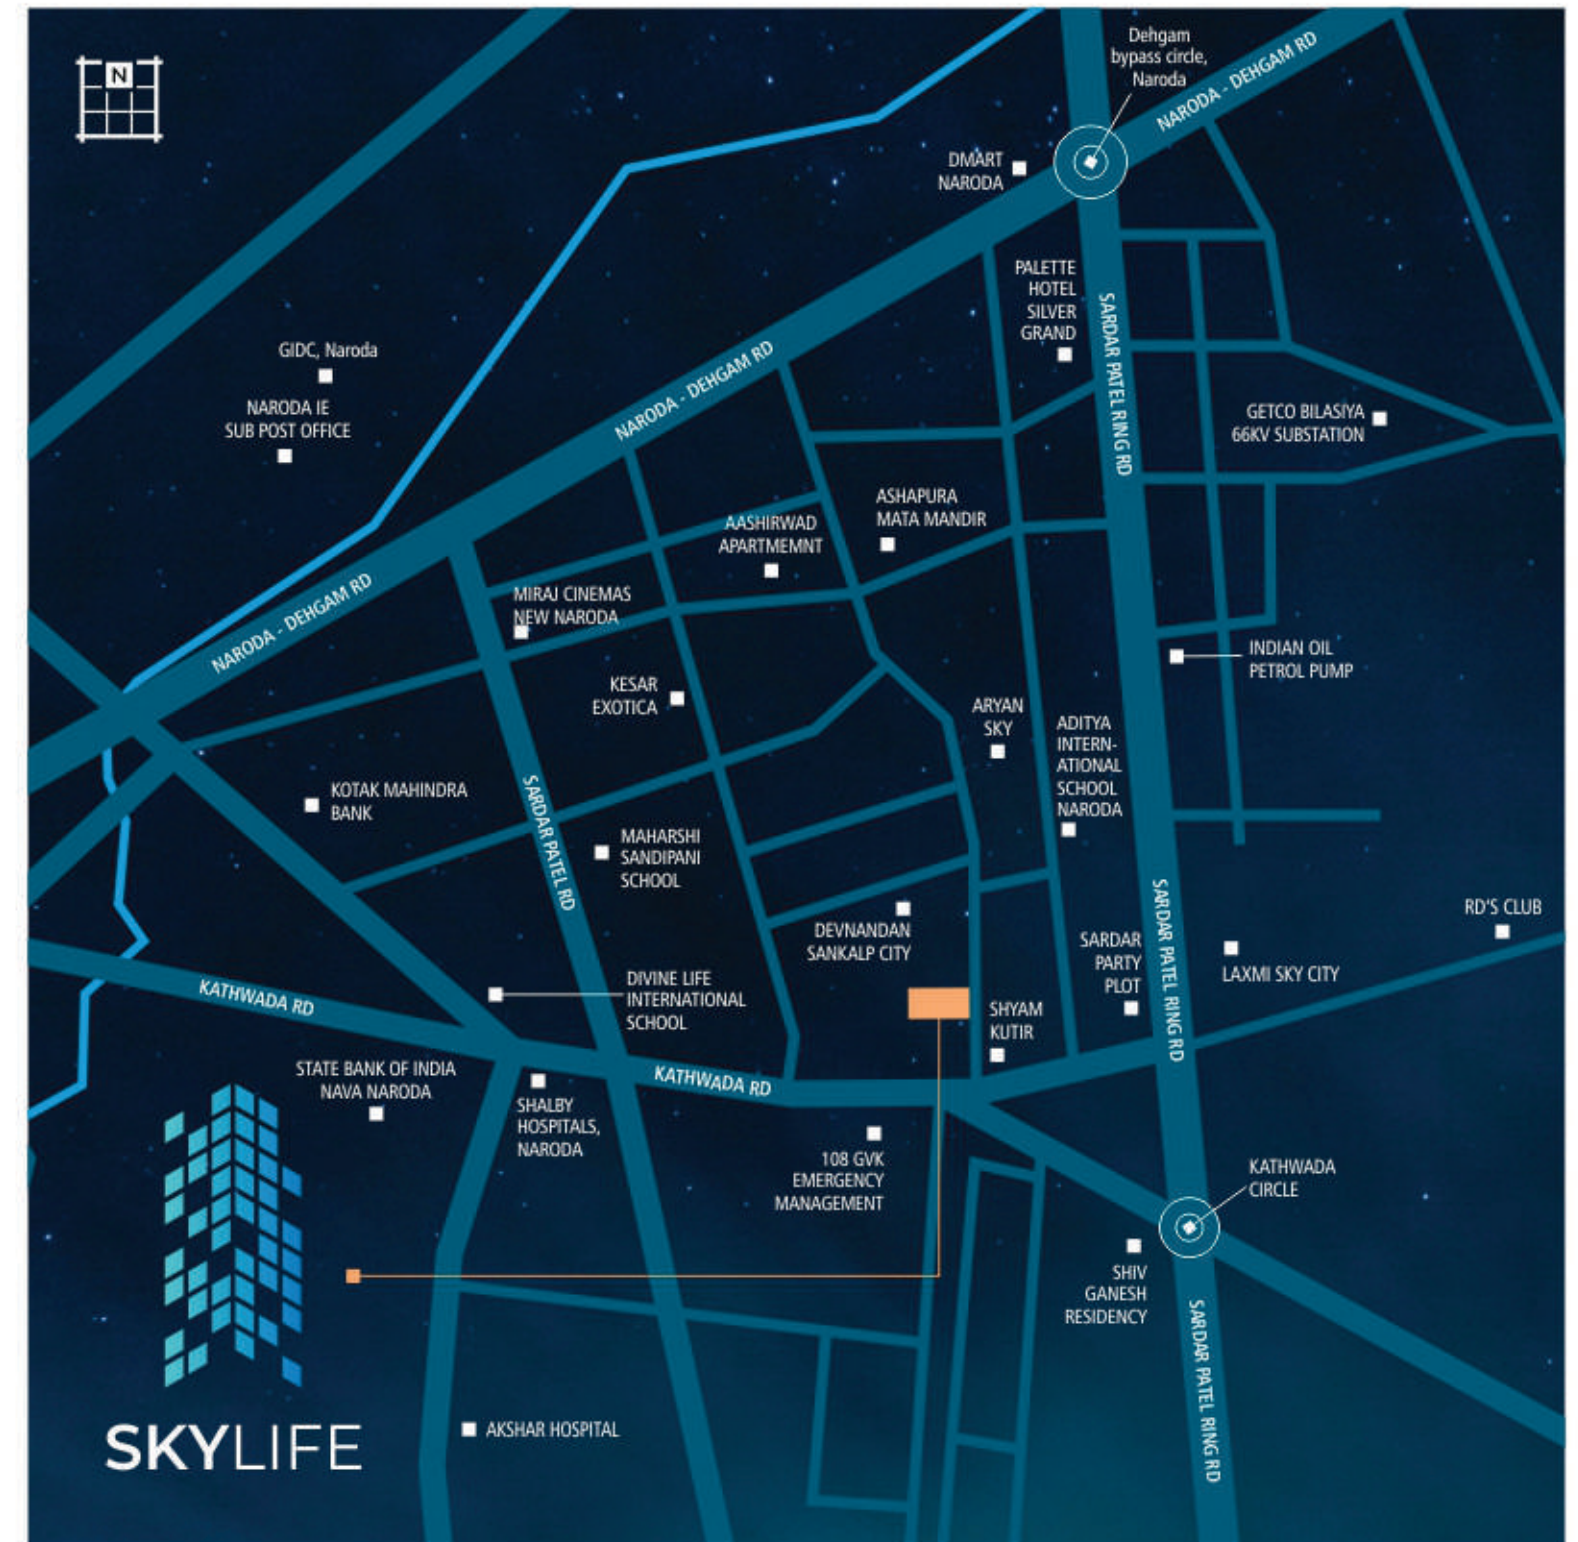 N
Dehgam
bypass circle,
Naroda
NARODA - DEHGAM RD
DMART
NARODA
PALETTE
HOTEL
SILVER
GRAND
SARDAR PATEL RING RD
GIDC, Naroda
NARODA IE
SUB POST OFFICE
NARODA - DEHGAM RD
GETCO BILASIYA
66KV SUBSTATION
ASHAPURA
MATA MANDIR
AASHIRWAD
APARTMEMNT
NARODA - DEHGAM RD
MIRAJ CINEMAS
NEW NARODA
INDIAN OIL
PETROL PUMP
KESAR
EXOTICA
ARYAN
SKY
ADITYA
INTERN-
ATIONAL
SCHOOL
NARODA
KOTAK MAHINDRA
BANK
SARDAR PATEL RD
MAHARSHI
SANDIPANI
SCHOOL
DEVNANDAN
SANKALP CITY
SARDAR
PARTY
PLOT
SARDAR PATEL RING RD
RD'S CLUB
LAXMI SKY CITY
KATHWADA RD
DIVINE LIFE
INTERNATIONAL
SCHOOL
SHYAM
KUTIR
STATE BANK OF INDIA
NAVA NARODA
KATHWADA RD
SHALBY
HOSPITALS,
NARODA
108 GVK
EMERGENCY
MANAGEMENT
KATHWADA
CIRCLE
SHIV
GANESH
RESIDENCY
SARDAR PATEL RING RD
AKSHAR HOSPITAL
SKYLIFE